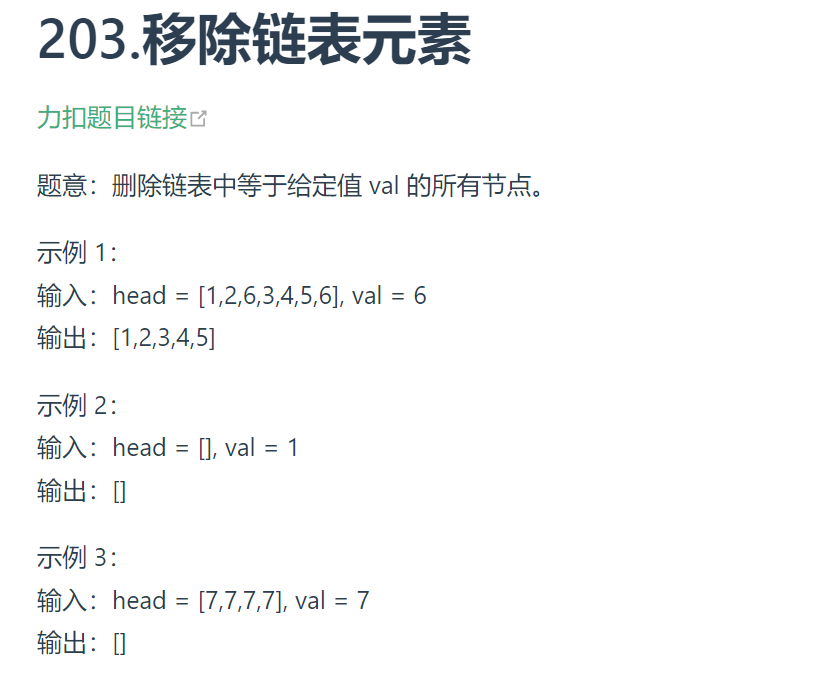 203.移除链表元素
力扣题目链接
题意：删除链表中等于给定值 val 的所有节点。
示例 1：
输入：head = [1,2,6,3,4,5,6], val = 6
输出：[1,2,3,4,5]
示例 2：
输入：head = [], val = 1
输出：[]
示例 3：
输入：head = [7,7,7,7], val = 7
输出：[]